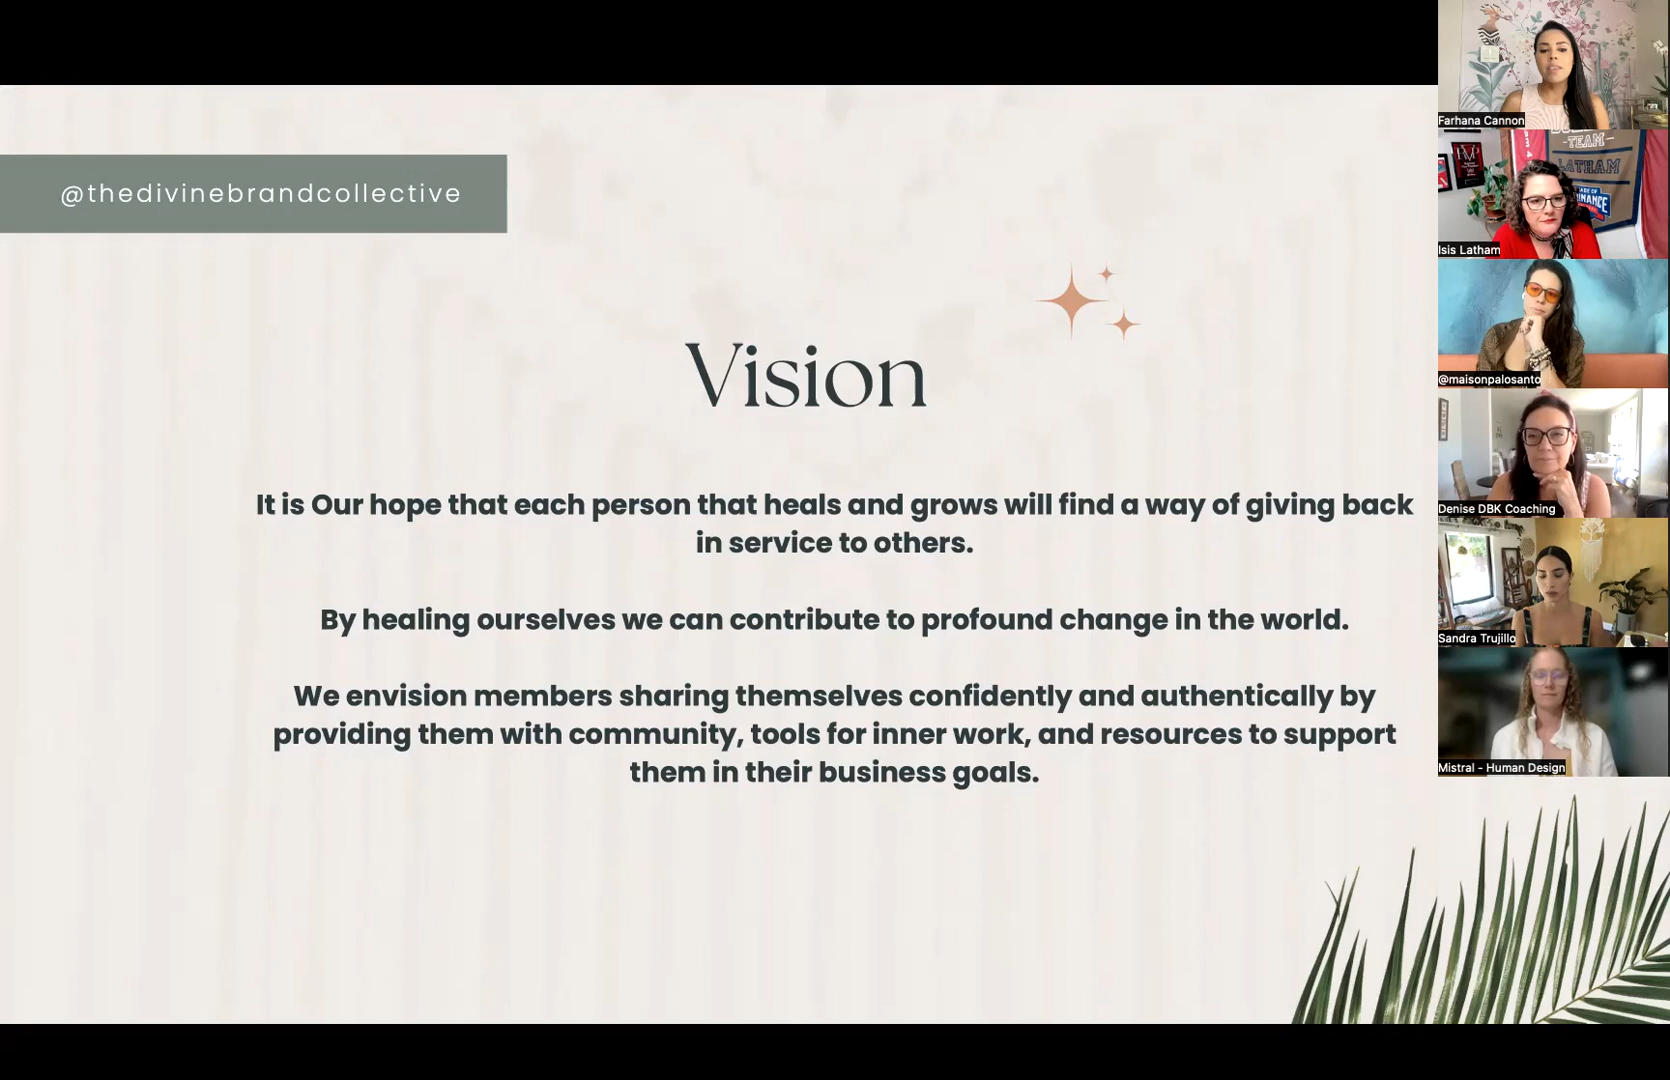 @thedivinebrandcollective
Vision
It is Our hope that each person that heals and grows will find a way of giving back
in service to others.
By healing ourselves we can contribute to profound change in the world.
We envision members sharing themselves confidently and authentically by
providing them with community, tools for inner work, and resources to support
them in their business goals.
Farhana Cannon
-TEAM-
LATHAM
Isis Latham
@maisonpalosanto
Denise DBK Coaching
Sandra Trujillo
Mistral - Human Design